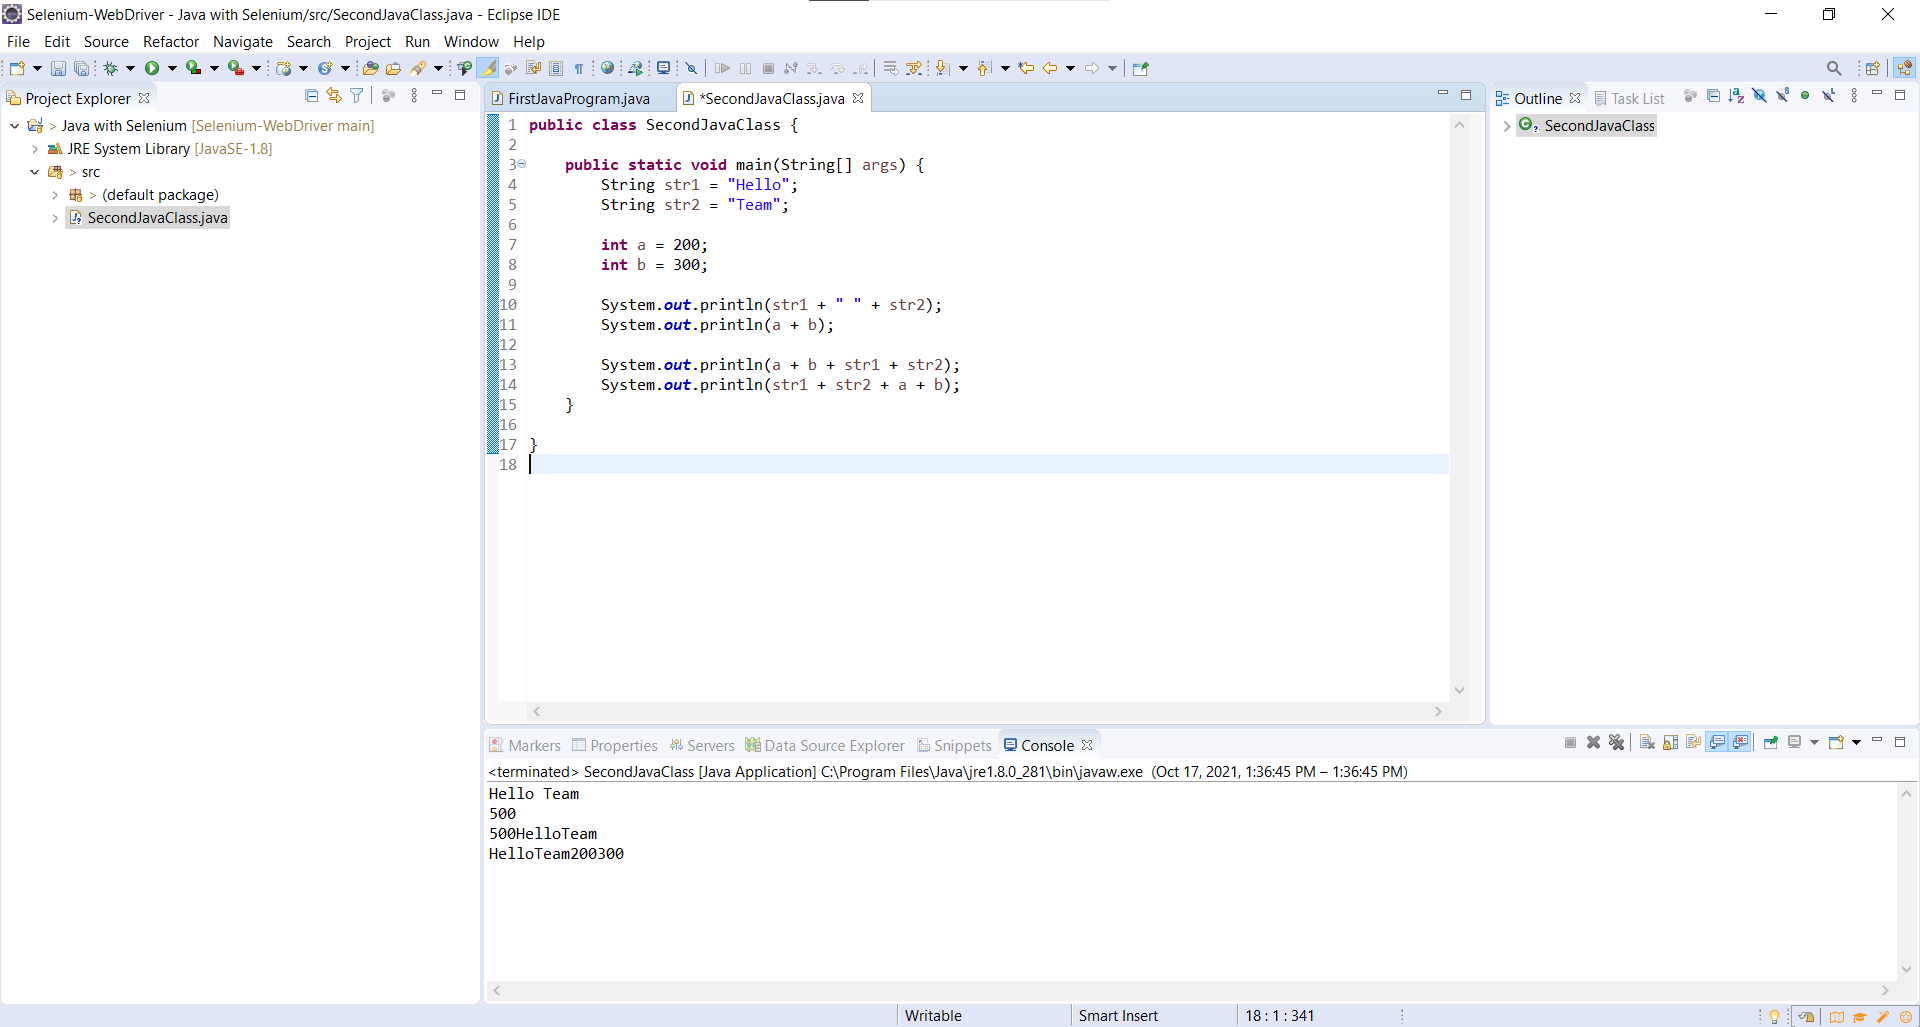 Selenium-WebDriver - Java with Selenium/src/SecondJavaClass.java - Eclipse IDE
File Edit Source Refactor Navigate Search Project Run Window Help
Project Explorer
> Java with Selenium [Selenium-WebDriver main]
JRE System Library [JavaSE-1.8]
> src
> (default package)
SecondJavaClass.java
FirstJavaProgram.java *SecondJavaClass.java
1 public class SecondJavaClass {
2
3     public static void main(String[] args) {
4         String str1 = "Hello";
5         String str2 = "Team";
6
7         int a = 200;
8         int b = 300;
9
10         System.out.println(str1 + " " + str2);
11         System.out.println(a + b);
12
13         System.out.println(a + b + str1 + str2);
14         System.out.println(str1 + str2 + a + b);
15     }
16
17 }
18
Outline Task List
SecondJavaClass
Markers Properties Servers Data Source Explorer Snippets Console
<terminated> SecondJavaClass [Java Application] C:\Program Files\Java\jre1.8.0_281\bin\javaw.exe (Oct 17, 2021, 1:36:45 PM – 1:36:45 PM)
Hello Team
500
500HelloTeam
HelloTeam200300
Writable Smart Insert 18 : 1 : 341